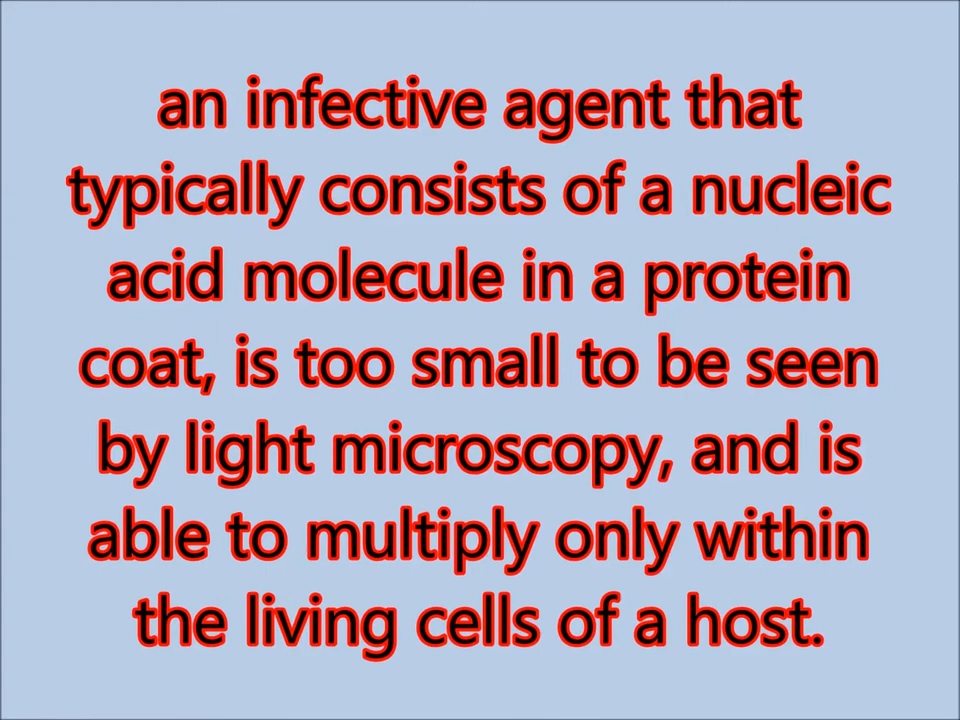 an infective agent that
typically consists of a nucleic
acid molecule in a protein
coat, is too small to be seen
by light microscopy, and is
able to multiply only within
the living cells of a host.